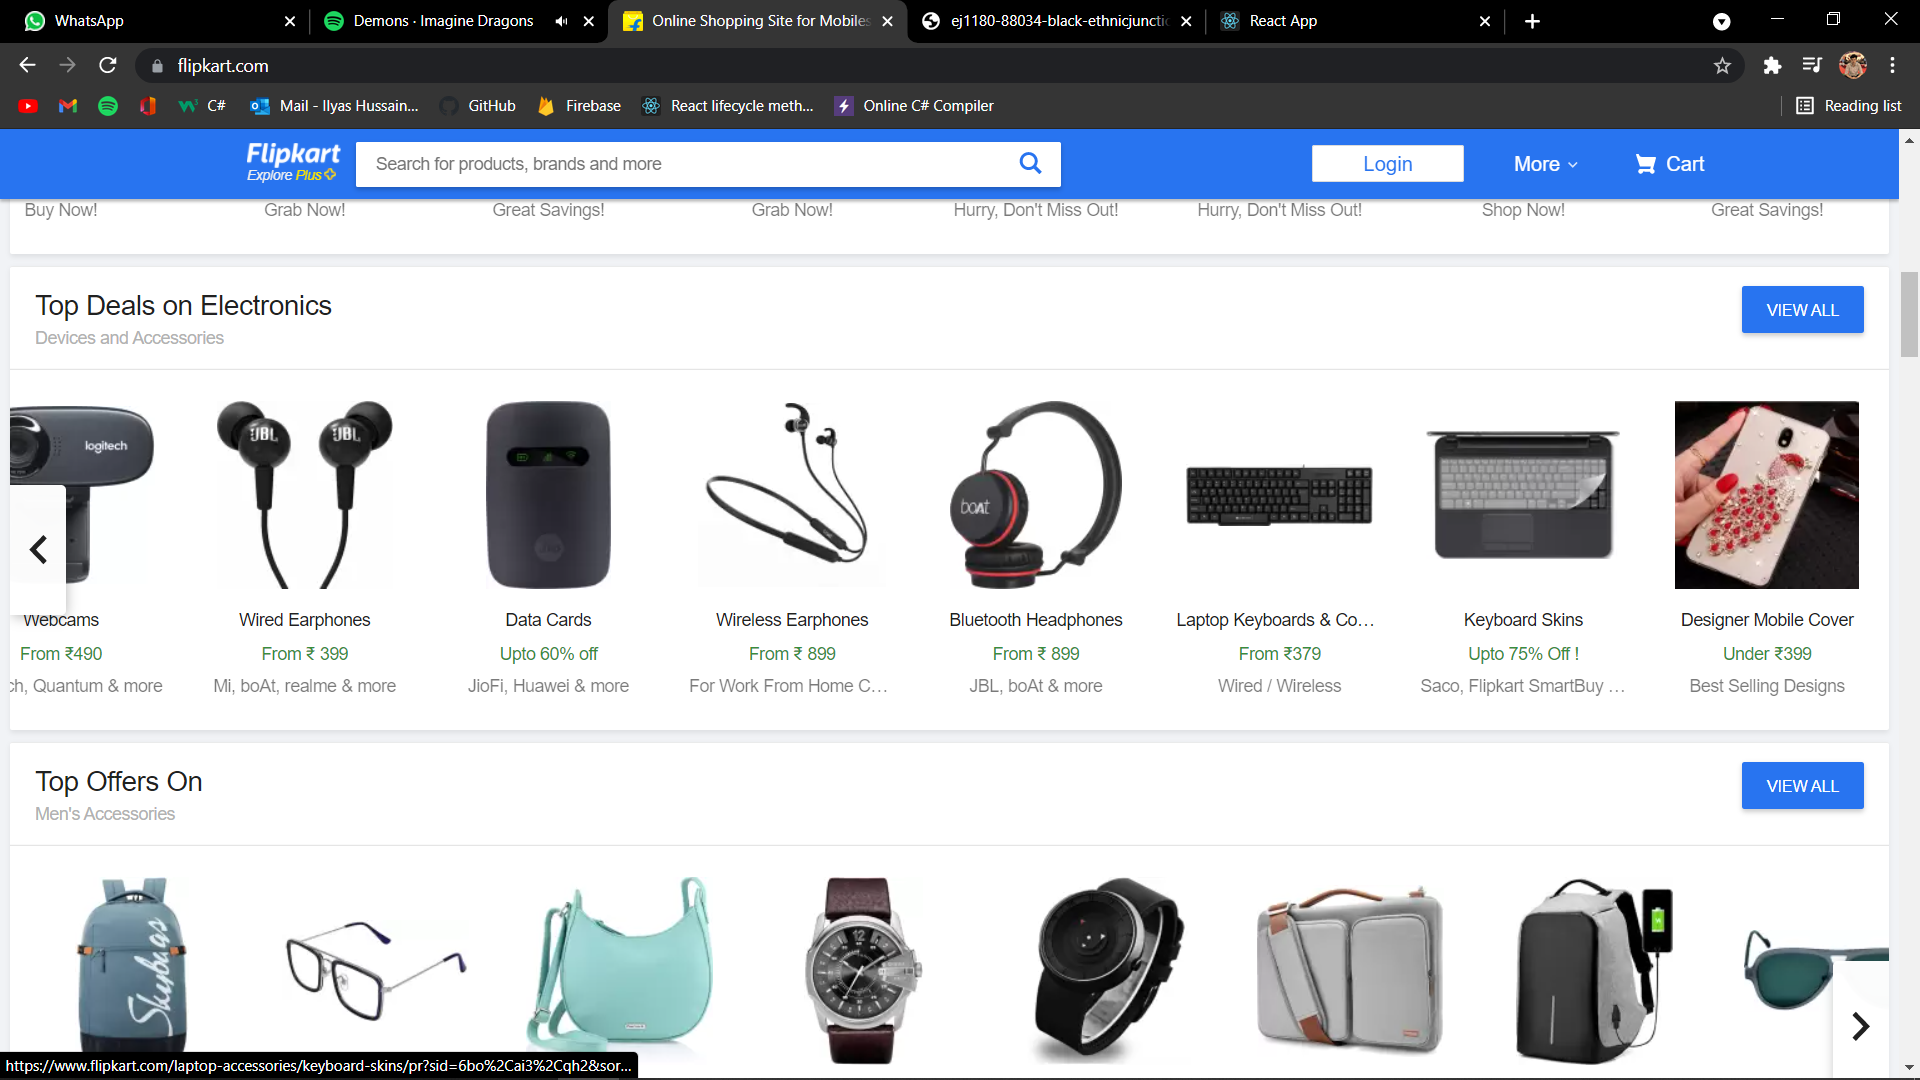 WhatsApp
Demons · Imagine Dragons
Online Shopping Site for Mobiles
ej1180-88034-black-ethnicjunctio
React App
flipkart.com
C#
Mail - Ilyas Hussain...
GitHub
Firebase
React lifecycle meth...
Online C# Compiler
Reading list
Flipkart
Explore Plus
Search for products, brands and more
Login
More
Cart
Buy Now!
Grab Now!
Great Savings!
Grab Now!
Hurry, Don't Miss Out!
Hurry, Don't Miss Out!
Shop Now!
Great Savings!
Top Deals on Electronics
Devices and Accessories
VIEW ALL
logitech
JBL
JBL
Jio
boAt
Webcams
Wired Earphones
Data Cards
Wireless Earphones
Bluetooth Headphones
Laptop Keyboards & Co...
Keyboard Skins
Designer Mobile Cover
From ₹490
From ₹ 399
Upto 60% off
From ₹ 899
From ₹ 899
From ₹379
Upto 75% Off !
Under ₹399
ch, Quantum & more
Mi, boAt, realme & more
JioFi, Huawei & more
For Work From Home C...
JBL, boAt & more
Wired / Wireless
Saco, Flipkart SmartBuy ...
Best Selling Designs
Top Offers On
Men's Accessories
VIEW ALL
Skybags
12
https://www.flipkart.com/laptop-accessories/keyboard-skins/pr?sid=6bo%2Cai3%2Cqh2&sor...